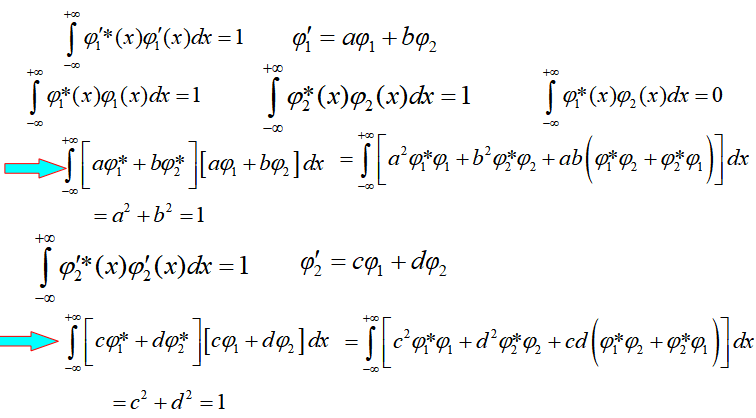 ∫_{-∞}^{+∞} φ₁′*(x)φ₁′(x)dx = 1    φ₁′ = aφ₁ + bφ₂
∫_{-∞}^{+∞} φ₁*(x)φ₁(x)dx = 1    ∫_{-∞}^{+∞} φ₂*(x)φ₂(x)dx = 1    ∫_{-∞}^{+∞} φ₁*(x)φ₂(x)dx = 0
∫_{-∞}^{+∞} [aφ₁* + bφ₂*][aφ₁ + bφ₂]dx = ∫_{-∞}^{+∞} [a²φ₁*φ₁ + b²φ₂*φ₂ + ab(φ₁*φ₂ + φ₂*φ₁)]dx
= a² + b² = 1
∫_{-∞}^{+∞} φ₂′*(x)φ₂′(x)dx = 1    φ₂′ = cφ₁ + dφ₂
∫_{-∞}^{+∞} [cφ₁* + dφ₂*][cφ₁ + dφ₂]dx = ∫_{-∞}^{+∞} [c²φ₁*φ₁ + d²φ₂*φ₂ + cd(φ₁*φ₂ + φ₂*φ₁)]dx
= c² + d² = 1